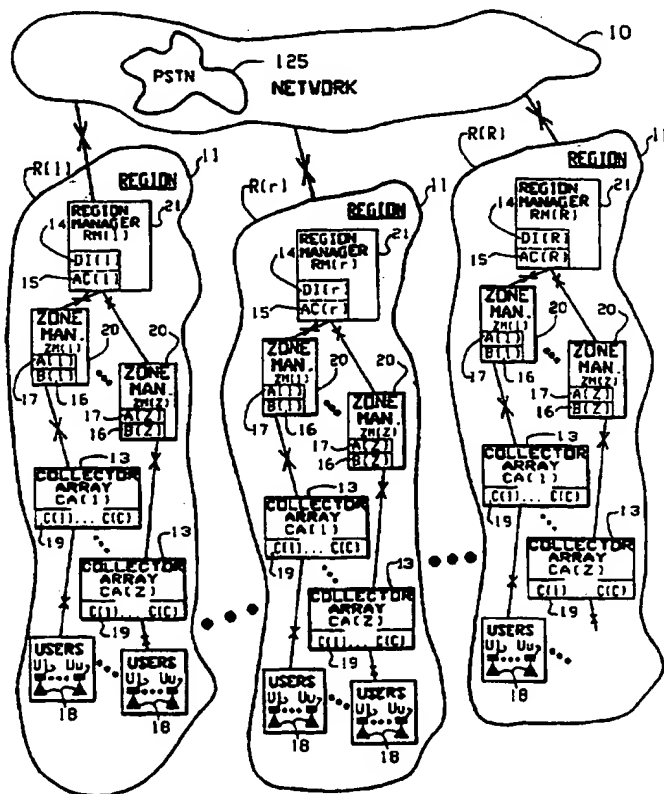 10
125
PSTN
NETWORK
R(1)
11
REGION
21
14
REGION
MANAGER
RM(1)
DI(1)
15
AC(1)
ZONE
MAN.
ZM(1)
20
A(1)
17
B(1)
16
20
ZONE
MAN.
ZM(Z)
17
A(Z)
16
B(Z)
13
COLLECTOR
ARRAY
CA(1)
C(1)... C(C)
19
13
COLLECTOR
ARRAY
CA(Z)
C(1) ... C(C)
19
USERS
U1, Uu,
USERS
U1, Uu,
18
18
R(r)
11
REGION
21
14
REGION
MANAGER
RM(r)
DI(r)
15
AC(r)
ZONE
MAN.
ZM(1)
20
A(1)
17
B(1)
16
20
ZONE
MAN.
ZM(Z)
17
A(Z)
16
B(Z)
13
COLLECTOR
ARRAY
CA(1)
C(1)... C(C)
19
13
COLLECTOR
ARRAY
CA(Z)
C(1) ... C(C)
19
USERS
U1, Uu,
USERS
U1, Uu,
18
18
R(R)
11
REGION
21
14
REGION
MANAGER
RM(R)
DI(R)
15
AC(R)
ZONE
MAN.
ZM(1)
20
A(1)
17
B(1)
16
20
ZONE
MAN.
ZM(Z)
17
A(Z)
16
B(Z)
13
COLLECTOR
ARRAY
CA(1)
C(1)... C(C)
19
13
COLLECTOR
ARRAY
CA(Z)
C(1) ... C(C)
19
USERS
U1, Uu,
18